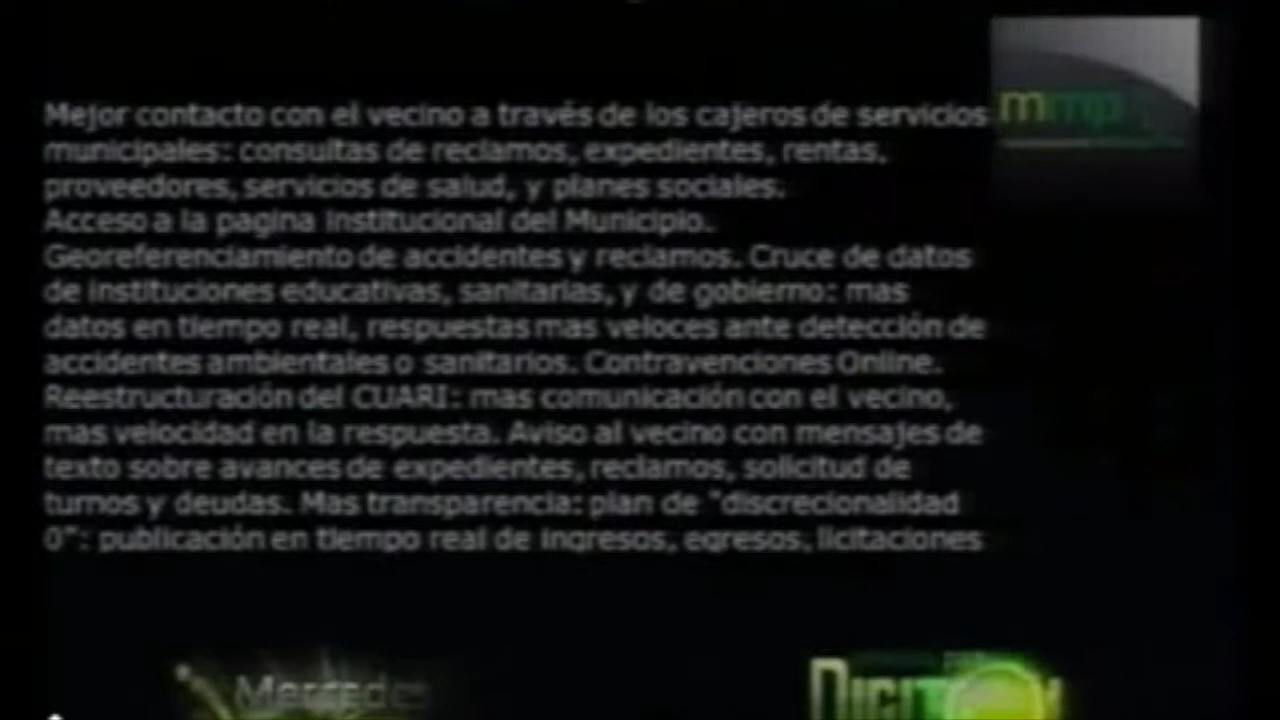 Mejor contacto con el vecino a través de los cajeros de servicios
mmp
municipales: consultas de reclamos, expedientes, rentas,
proveedores, servicios de salud, y planes sociales.
Acceso a la pagina Institucional del Municipio.
Georeferenciamiento de accidentes y reclamos. Cruce de datos
de instituciones educativas, sanitarias, y de gobierno: mas
datos en tiempo real, respuestas mas veloces ante detección de
accidentes ambientales o sanitarios. Contravenciones Online.
Reestructuración del CUARI: mas comunicación con el vecino,
mas velocidad en la respuesta. Aviso al vecino con mensajes de
texto sobre avances de expedientes, reclamos, solicitud de
turnos y deudas. Mas transparencia: plan de "discrecionalidad
0": publicación en tiempo real de ingresos, egresos, licitaciones
Mercedes